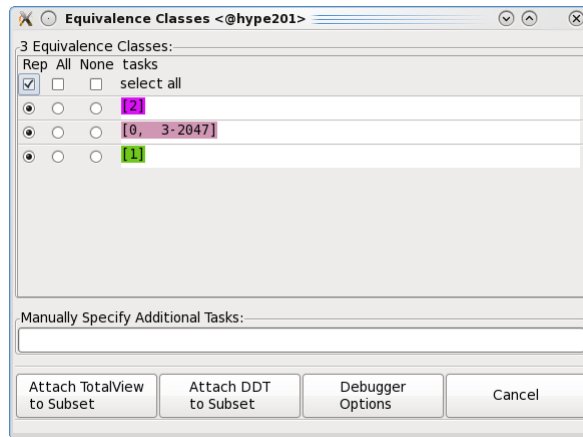 Equivalence Classes <@hype201>
3 Equivalence Classes:
Rep All None tasks
select all
[2]
[0, 3-2047]
[1]
Manually Specify Additional Tasks:
Attach TotalView to Subset
Attach DDT to Subset
Debugger Options
Cancel